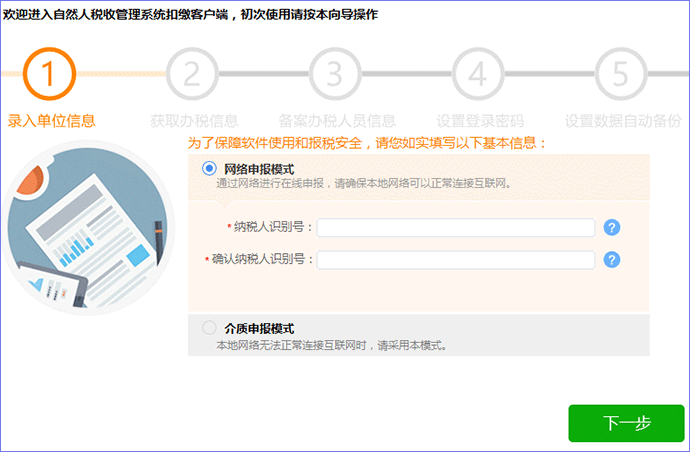 欢迎进入自然人税收管理系统扣缴客户端，初次使用请按本向导操作
1 2 3 4 5
录入单位信息 获取办税信息 备案办税人员信息 设置登录密码 设置数据自动备份
为了保障软件使用和报税安全，请您如实填写以下基本信息：
网络申报模式
通过网络进行在线申报，请确保本地网络可以正常连接互联网。
*纳税人识别号： ?
*确认纳税人识别号： ?
介质申报模式
本地网络无法正常连接互联网时，请采用本模式。
下一步